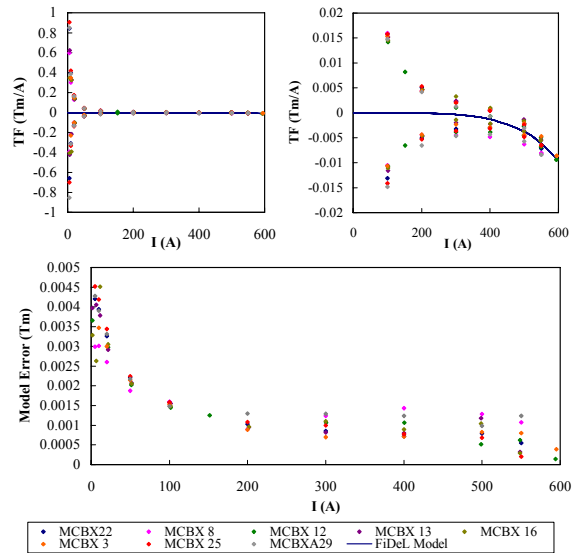 1
0.8
0.6
0.4
0.2
0
-0.2
-0.4
-0.6
-0.8
-1
TF (Tm/A)
0 200 400 600
I (A)
0.02
0.015
0.01
0.005
0
-0.005
-0.01
-0.015
-0.02
TF (Tm/A)
0 200 400 600
I (A)
0.005
0.0045
0.004
0.0035
0.003
0.0025
0.002
0.0015
0.001
0.0005
0
Model Error (Tm)
0 100 200 300 400 500 600
I (A)
MCBX22 MCBX 8 MCBX 12 MCBX 13 MCBX 16
MCBX 3 MCBX 25 MCBXA29 FiDeL Model